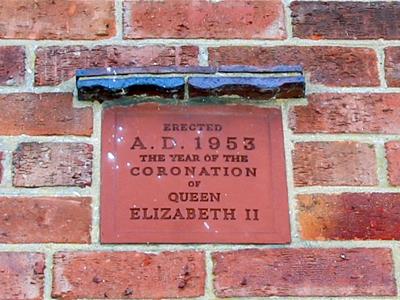 ERECTED
A.D. 1953
THE YEAR OF THE
CORONATION
OF
QUEEN
ELIZABETH II